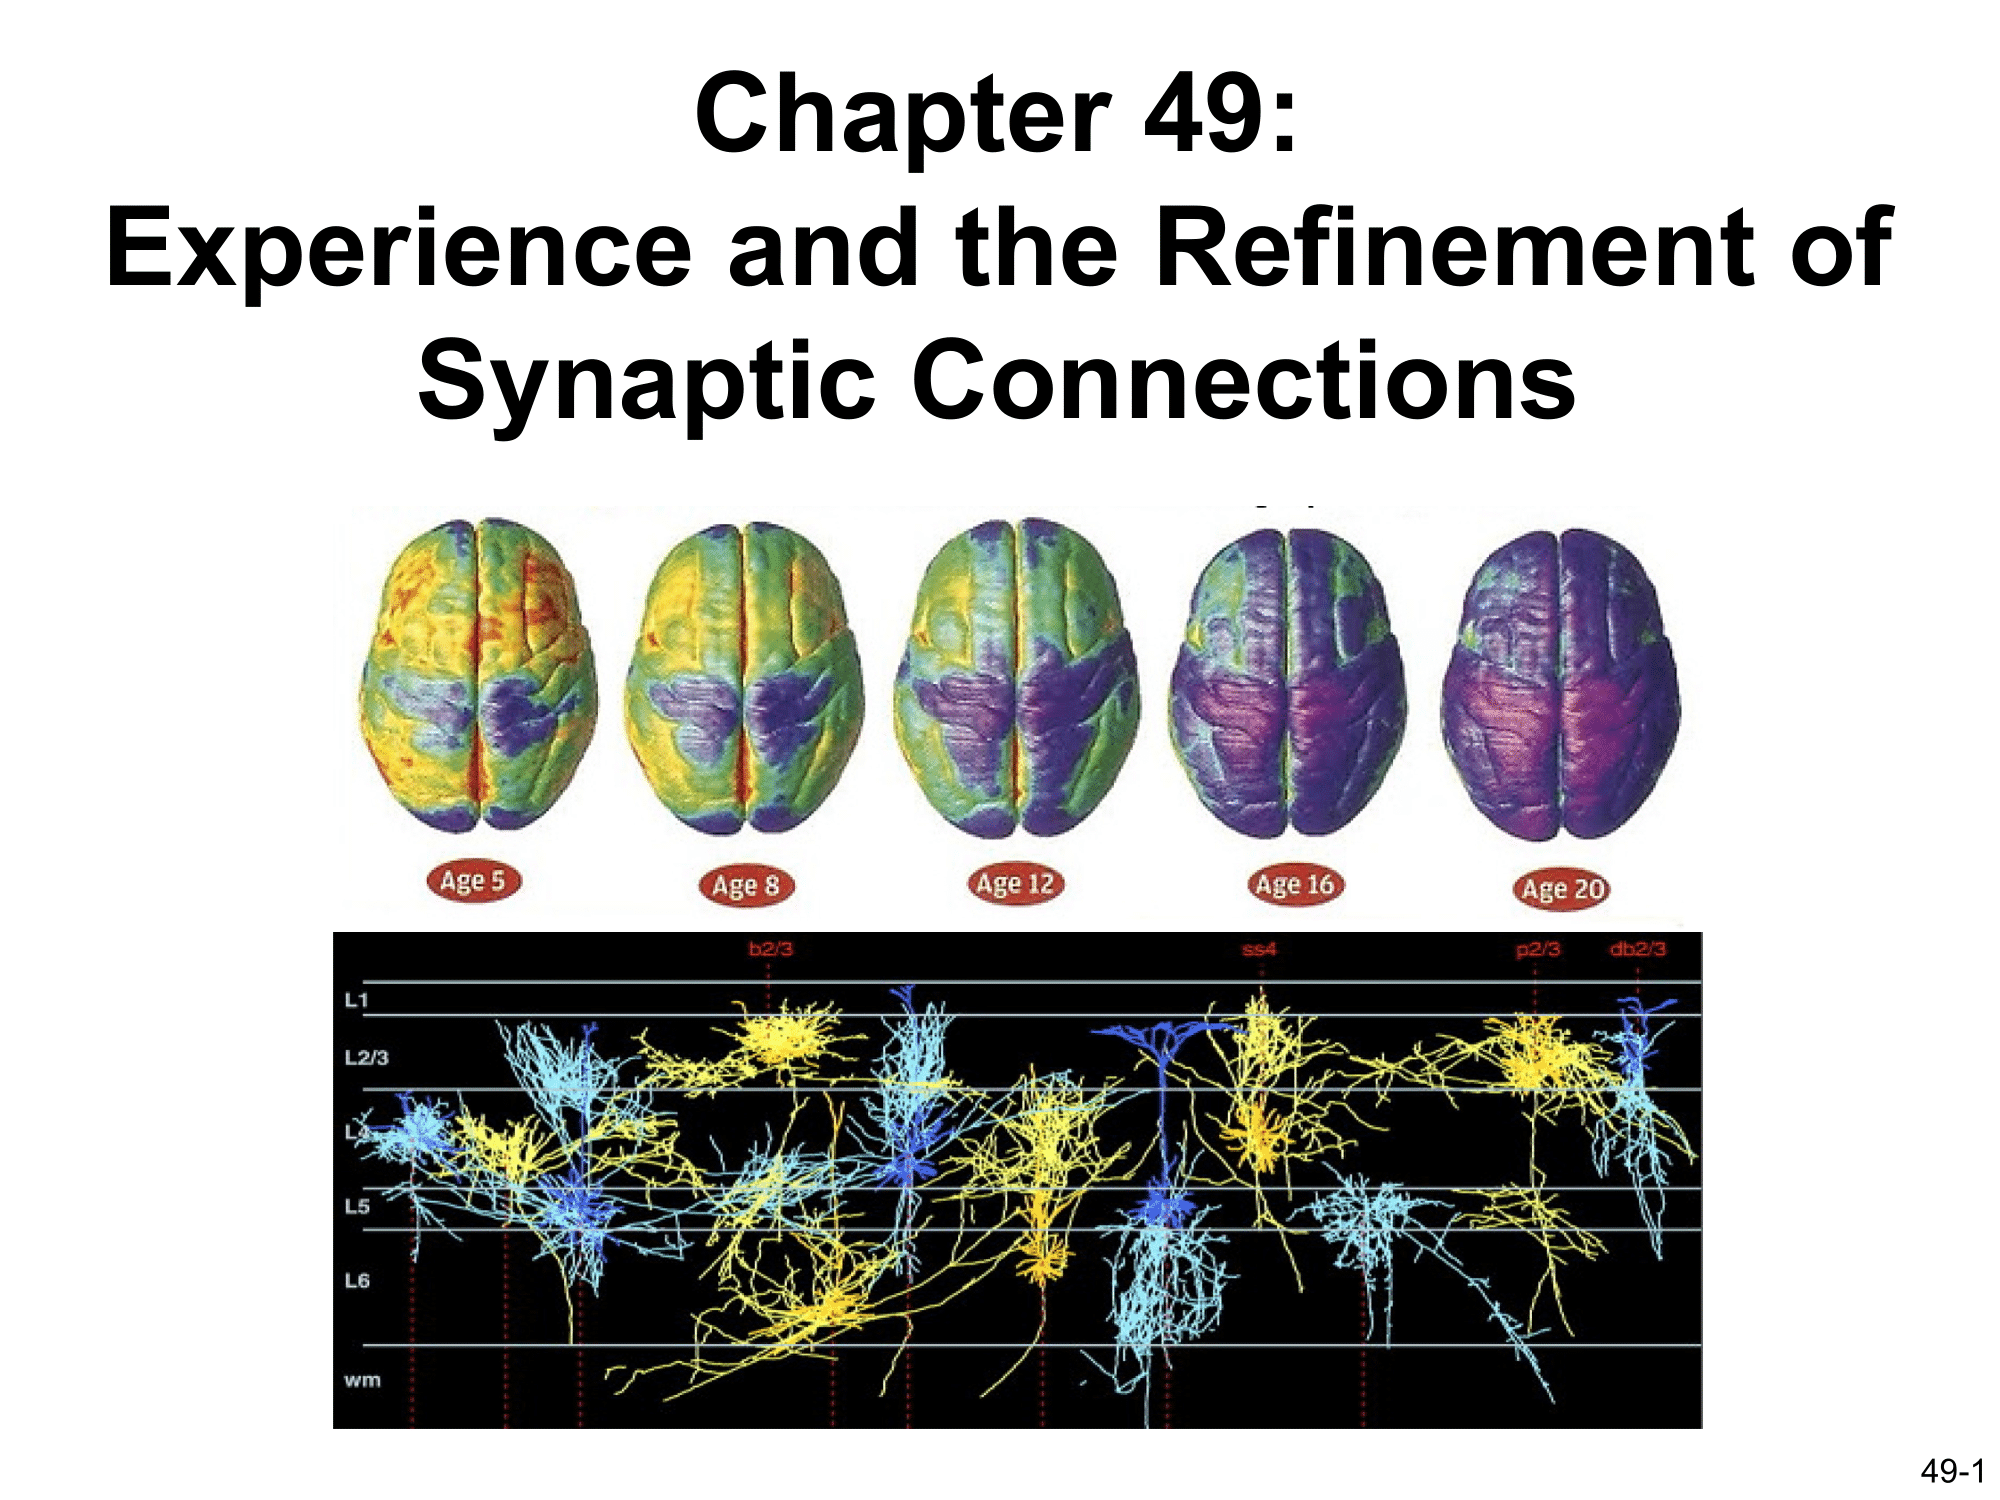 Chapter 49:
Experience and the Refinement of
Synaptic Connections
Age 5
Age 8
Age 12
Age 16
Age 20
b2/3
ss4
p2/3
db2/3
L1
L2/3
L4
L5
L6
wm
49-1